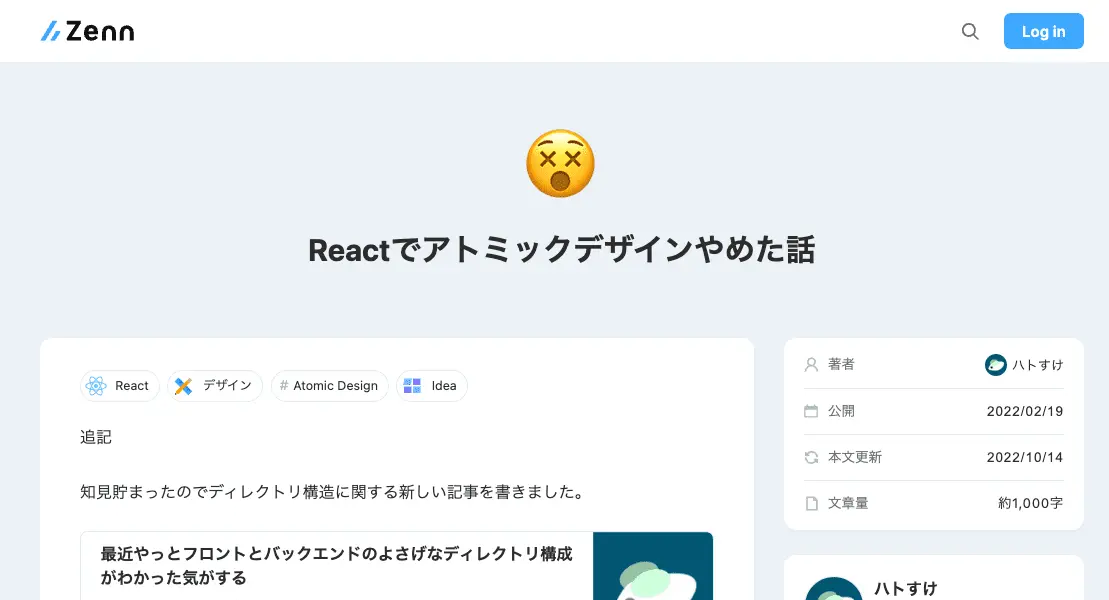 Zenn
Log in
Reactでアトミックデザインやめた話
React
デザイン
# Atomic Design
Idea
追記
知見貯まったのでディレクトリ構造に関する新しい記事を書きました。
最近やっとフロントとバックエンドのよさげなディレクトリ構成
がわかった気がする
著者 ハトすけ
公開 2022/02/19
本文更新 2022/10/14
文章量 約1,000字
ハトすけ